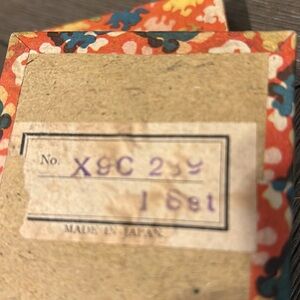 No. X9C 239
1 Set
MADE IN JAPAN.